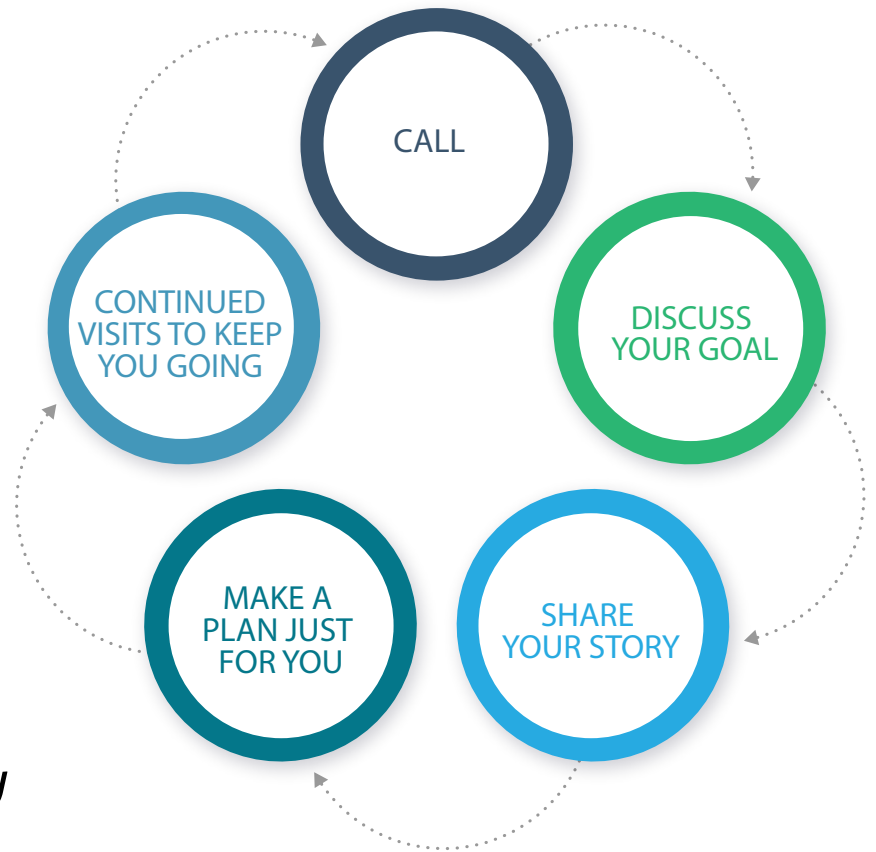 CALL
DISCUSS
YOUR GOAL
SHARE
YOUR STORY
MAKE A
PLAN JUST
FOR YOU
CONTINUED
VISITS TO KEEP
YOU GOING